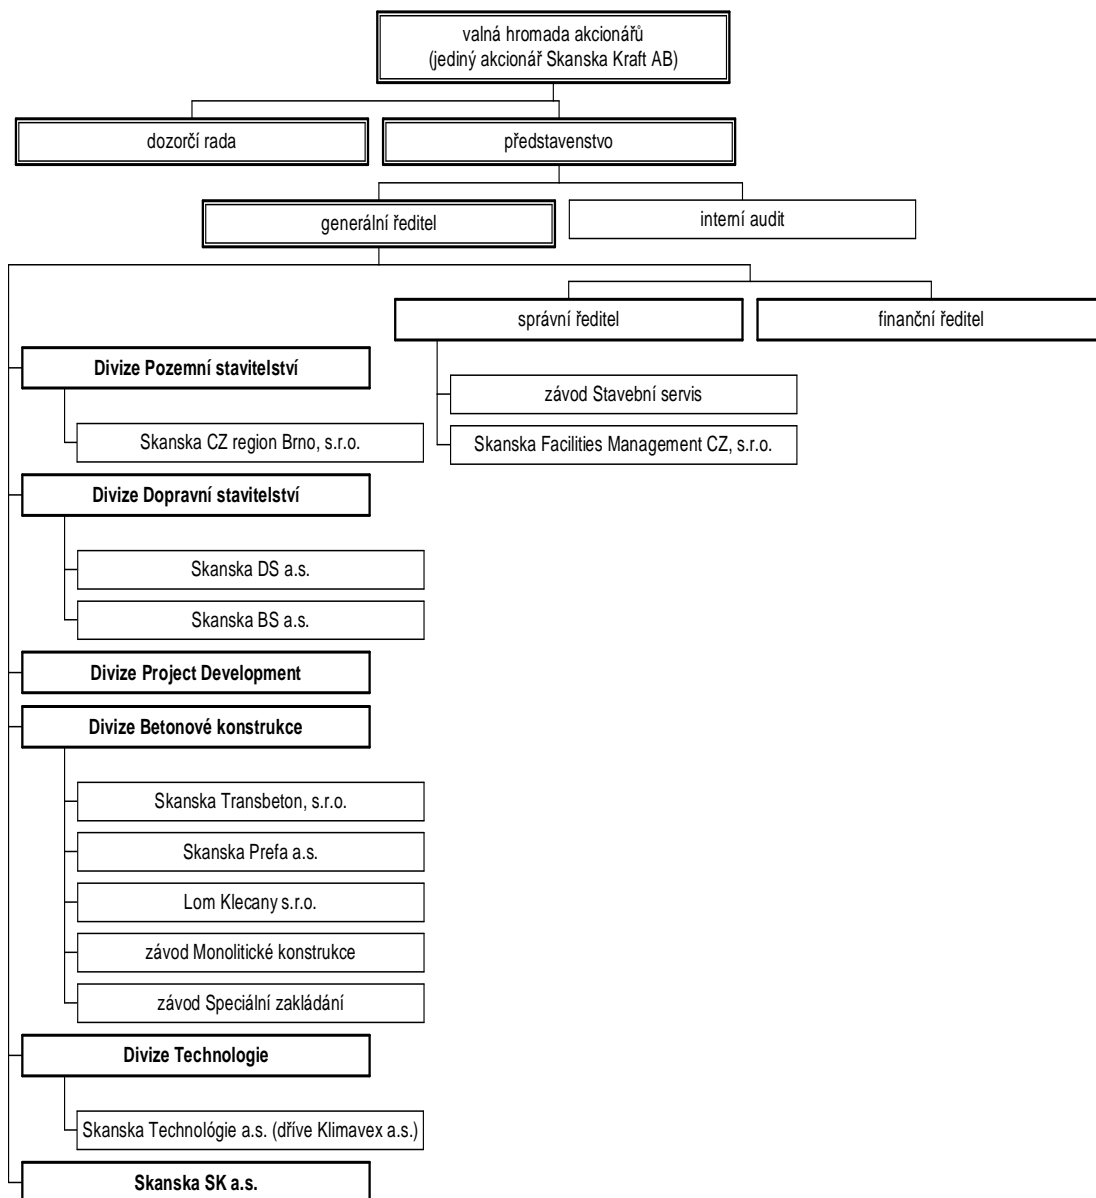 valná hromada akcionářů
(jediný akcionář Skanska Kraft AB)
dozorčí rada
představenstvo
generální ředitel
interní audit
správní ředitel
finanční ředitel
Divize Pozemní stavitelství
závod Stavební servis
Skanska CZ region Brno, s.r.o.
Skanska Facilities Management CZ, s.r.o.
Divize Dopravní stavitelství
Skanska DS a.s.
Skanska BS a.s.
Divize Project Development
Divize Betonové konstrukce
Skanska Transbeton, s.r.o.
Skanska Prefa a.s.
Lom Klecany s.r.o.
závod Monolitické konstrukce
závod Speciální zakládání
Divize Technologie
Skanska Technológie a.s. (dříve Klimavex a.s.)
Skanska SK a.s.